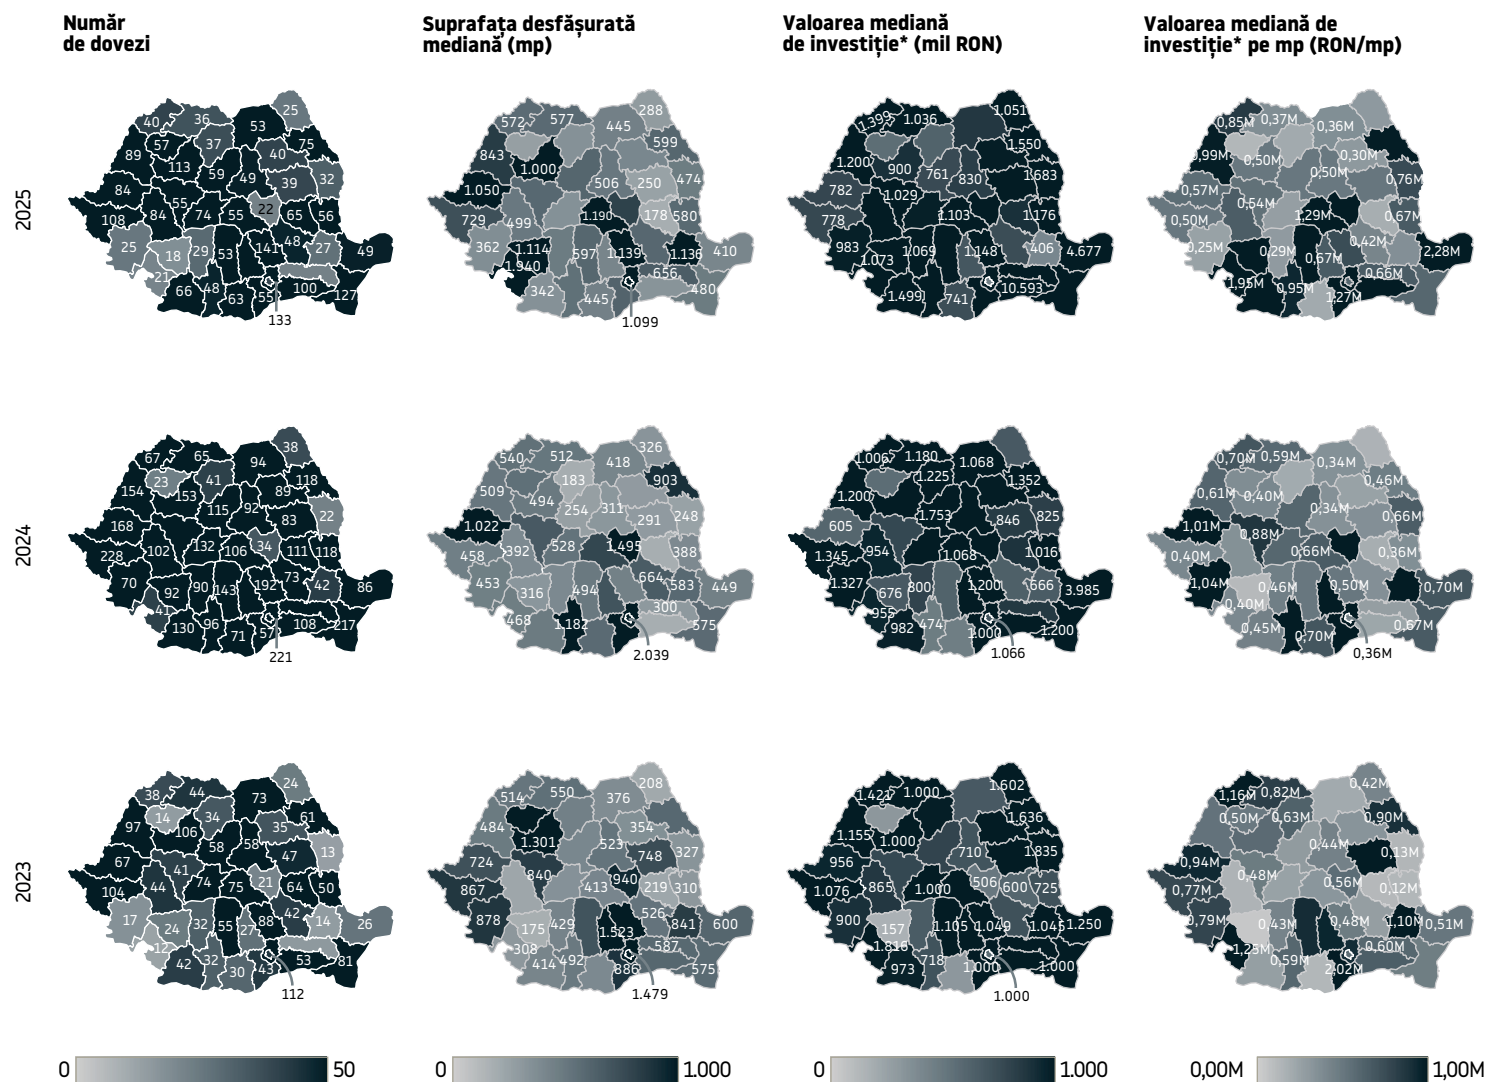 Număr
de dovezi
Suprafața desfășurată
mediană (mp)
Valoarea mediană
de investiție* (mil RON)
Valoarea mediană de
investiție* pe mp (RON/mp)
2025
25
40 36 53
57 37 75
89 113 40
59 49 39 32
84 55
108 84 74 55 22 65 56
25 18 29 53 141 48 27 49
21 66 48 63 55 100 127
133
288
572 577 445
599
843 1.000
506 250 474
1.050
729 499 1.190 178 580
362 1.114 597 1.139 1.136 410
1.940 656
342 445 480
1.099
1.051
1.399 1.036
1.550
1.200 900 761 830 1.683
782 1.029
778 1.103 1.176
983 1.073 1.069 1.148 406 4.677
1.499 741 10.593
0,85M 0,37M 0,36M
0,99M 0,50M 0,30M
0,50M 0,76M
0,57M 0,54M
0,50M 1,29M 0,67M
0,25M 0,29M 0,67M 0,42M 2,28M
1,95M 0,95M 1,27M 0,66M
2024
38
67 65 94
23 41 118
154 153 89
115 92 83 22
168
228 102 132 106 34 111 118
70 92 90 143 192 73 42 86
41 130 96 71 57 108 217
221
326
540 512 418
183 903
509 494 254 311 291 248
1.022
458 392 528 1.495 388
453 316 494 664 583 449
468 1.182 300 575
2.039
1.006 1.180 1.068
1.225 1.352
1.200 1.753 846 825
605
1.345 954 1.068 1.016
1.327 676 800 1.200 666 3.985
955 982 474 1.000 1.200
1.066
0,70M 0,59M 0,34M
0,46M
0,61M 0,40M 0,34M
1,01M 0,66M
0,40M 0,88M 0,66M 0,36M
1,04M 0,46M 0,50M 0,70M
0,40M 0,45M 0,70M 0,67M
0,36M
2023
24
38 44 73
14 34 61
97 106 35
58 58 47 13
67 41
104 44 74 75 21 64 50
17 24 32 55 27 88 42 14 26
12 42 32 30 43 53 81
112
208
514 550 376
484 1.301 354
523 748 327
724 840
867 413 940 219 310
878 175 429 1.523 526 841 600
308 414 492 886 587 575
1.479
1.602
1.421 1.000
1.636
1.155 1.000 710 1.835
956
1.076 865 1.000 506 600 725
900 157 1.105 1.049 1.045 1.250
1.816 973 718 1.000 1.000
1.000
0,42M
1,16M 0,82M
0,50M 0,63M 0,90M
0,44M 0,13M
0,94M 0,48M
0,77M 0,56M 0,12M
0,79M 0,43M 0,48M 1,10M 0,51M
1,25M 0,59M 2,02M 0,60M
0 50
0 1.000
0 1.000
0,00M 1,00M